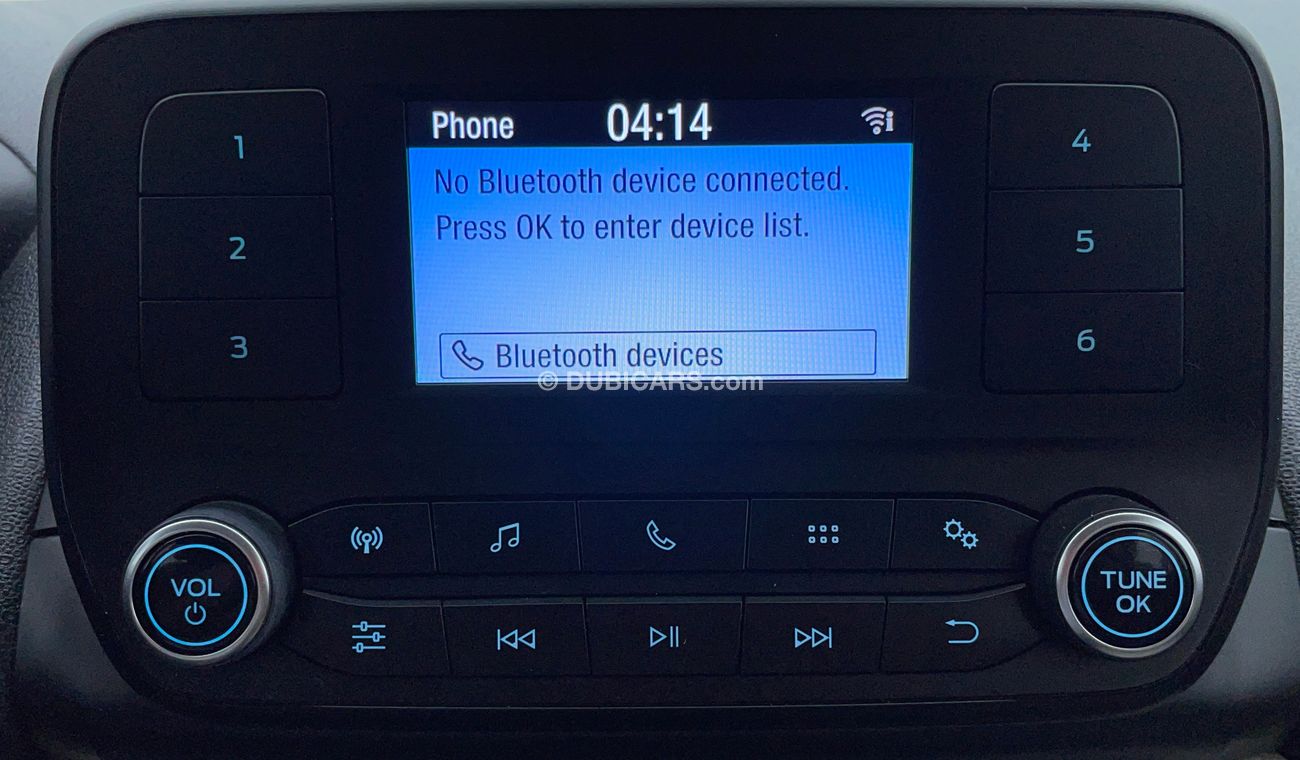 Phone 04:14
No Bluetooth device connected.
Press OK to enter device list.
Bluetooth devices
© DUBICARS.com
1
2
3
4
5
6
VOL
TUNE
OK